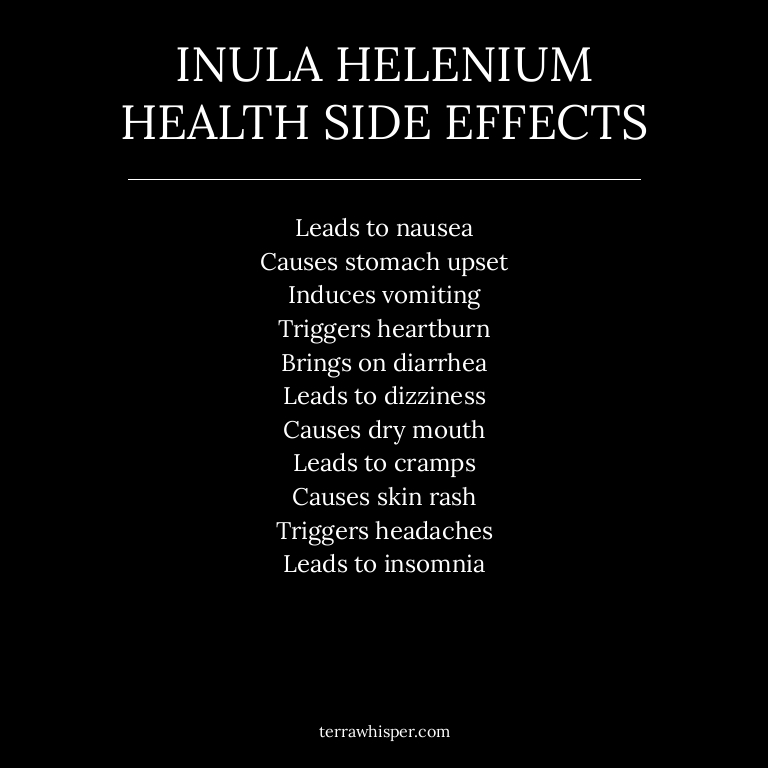 INULA HELENIUM
HEALTH SIDE EFFECTS
Leads to nausea
Causes stomach upset
Induces vomiting
Triggers heartburn
Brings on diarrhea
Leads to dizziness
Causes dry mouth
Leads to cramps
Causes skin rash
Triggers headaches
Leads to insomnia
terrawhisper.com